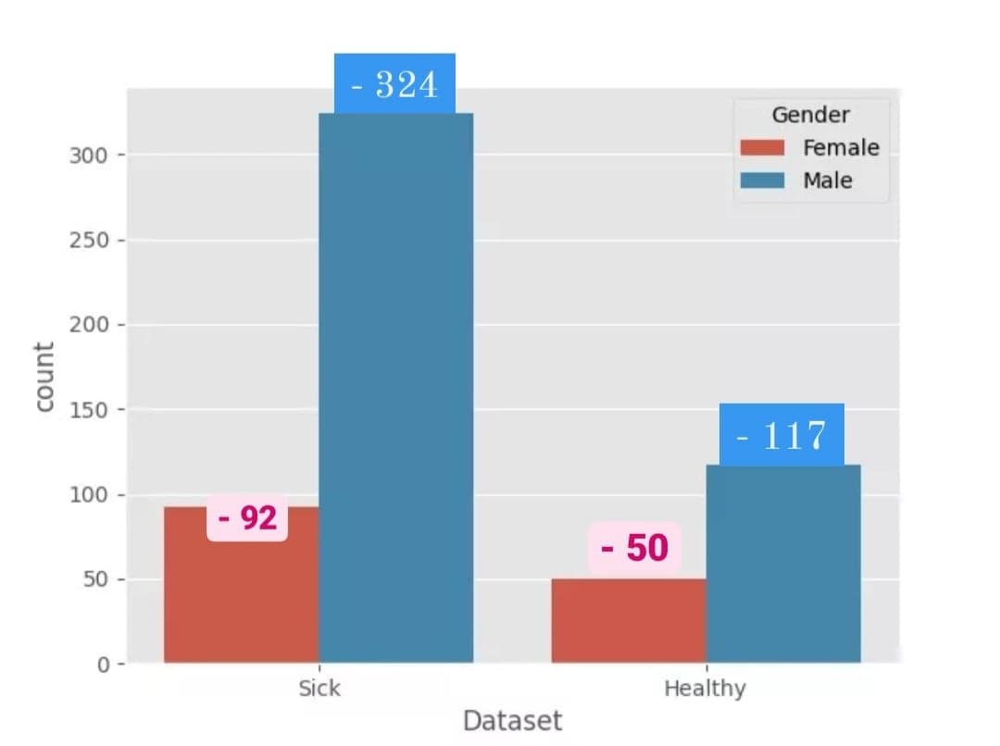 - 324
Gender
Female
Male
300
250
200
150
100
50
0
count
- 92
- 50
- 117
Sick
Healthy
Dataset